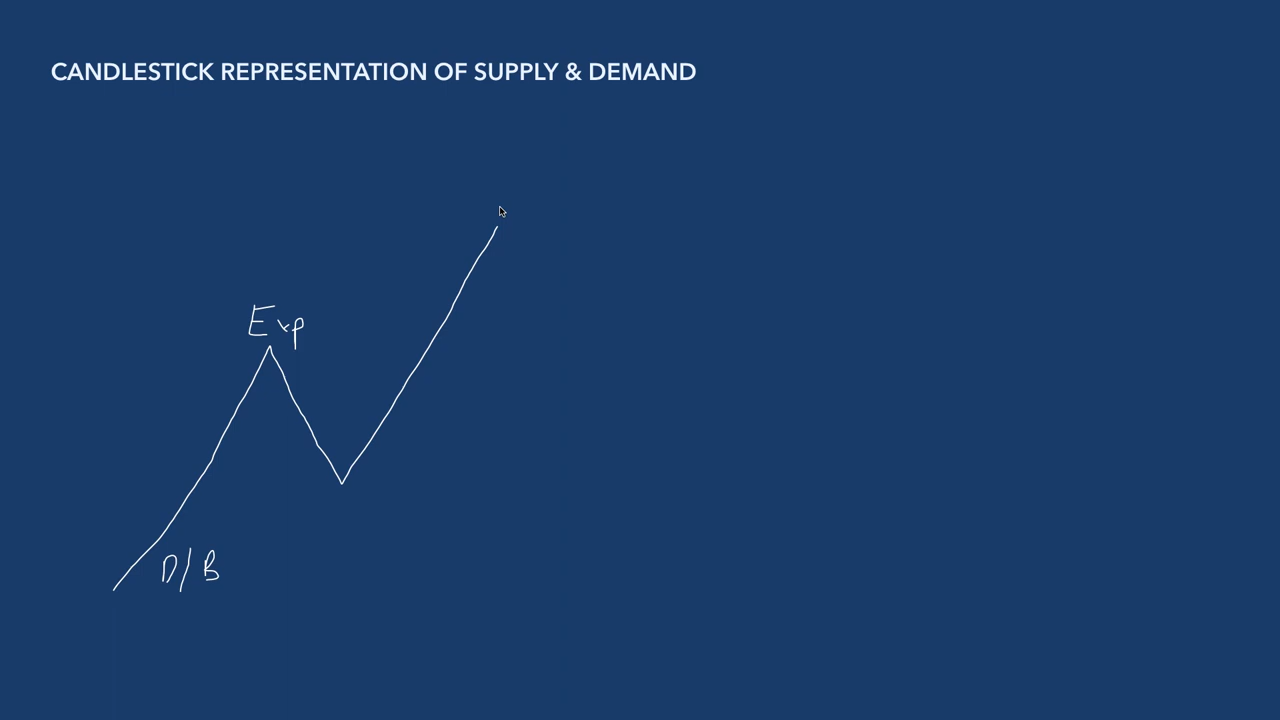 CANDLESTICK REPRESENTATION OF SUPPLY & DEMAND
Exp
D/B